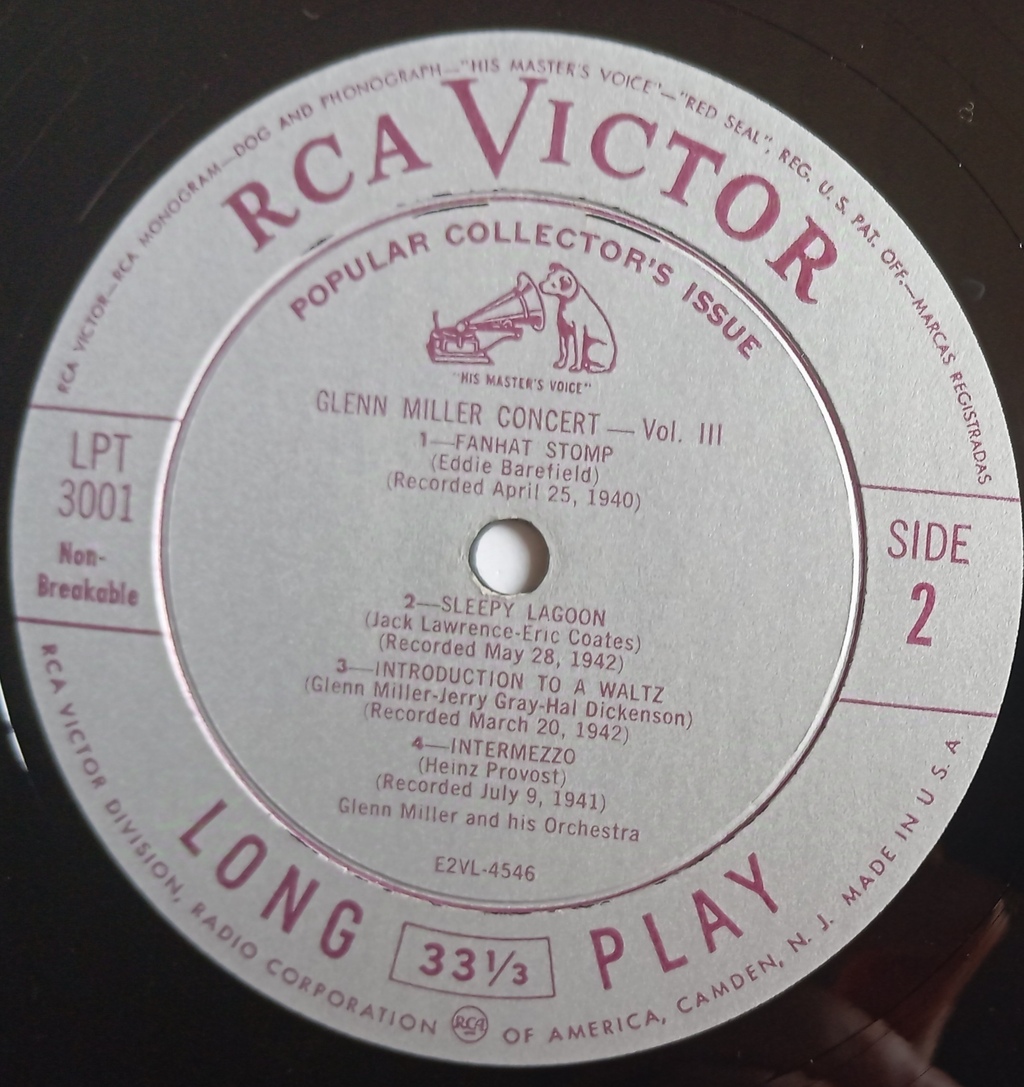 RCA VICTOR—RCA MONOGRAM—DOG AND PHONOGRAPH—"HIS MASTER'S VOICE"—"RED SEAL", REG. U. S. PAT. OFF.—MARCAS REGISTRADAS
RCA VICTOR
POPULAR COLLECTOR'S ISSUE
"HIS MASTER'S VOICE"
GLENN MILLER CONCERT — Vol. III
1—FANHAT STOMP
(Eddie Barefield)
(Recorded April 25, 1940)
LPT
3001
Non-
Breakable
SIDE
2
2—SLEEPY LAGOON
(Jack Lawrence-Eric Coates)
(Recorded May 28, 1942)
3—INTRODUCTION TO A WALTZ
(Glenn Miller-Jerry Gray-Hal Dickenson)
(Recorded March 20, 1942)
4—INTERMEZZO
(Heinz Provost)
(Recorded July 9, 1941)
Glenn Miller and his Orchestra
E2VL-4546
LONG 33 1/3 PLAY
RCA VICTOR DIVISION, RADIO CORPORATION RCA OF AMERICA, CAMDEN, N. J. MADE IN U. S. A.